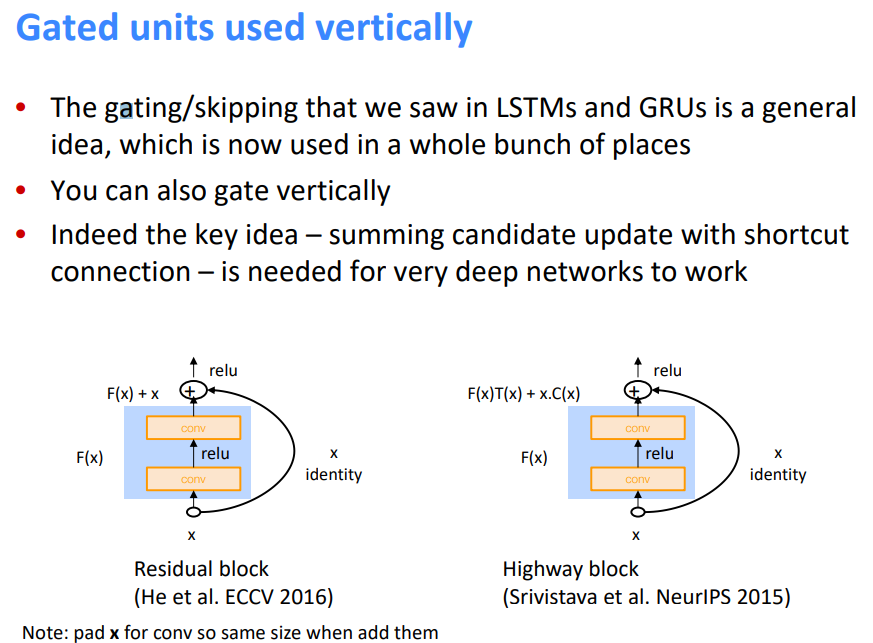 Gated units used vertically
• The gating/skipping that we saw in LSTMs and GRUs is a general
idea, which is now used in a whole bunch of places
• You can also gate vertically
• Indeed the key idea – summing candidate update with shortcut
connection – is needed for very deep networks to work
relu
F(x) + x
+
conv
F(x)
relu
x
identity
conv
x
Residual block
(He et al. ECCV 2016)
relu
F(x)T(x) + x.C(x)
+
conv
F(x)
relu
x
identity
conv
x
Highway block
(Srivistava et al. NeurIPS 2015)
Note: pad x for conv so same size when add them